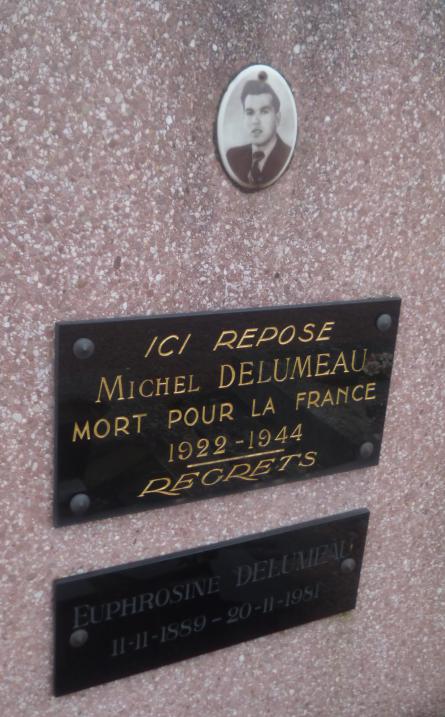 ICI REPOSE
MICHEL DELUMEAU
MORT POUR LA FRANCE
1922-1944
REGRETS
EUPHROSINE DELUMEAU
11-11-1889-20-11-1981